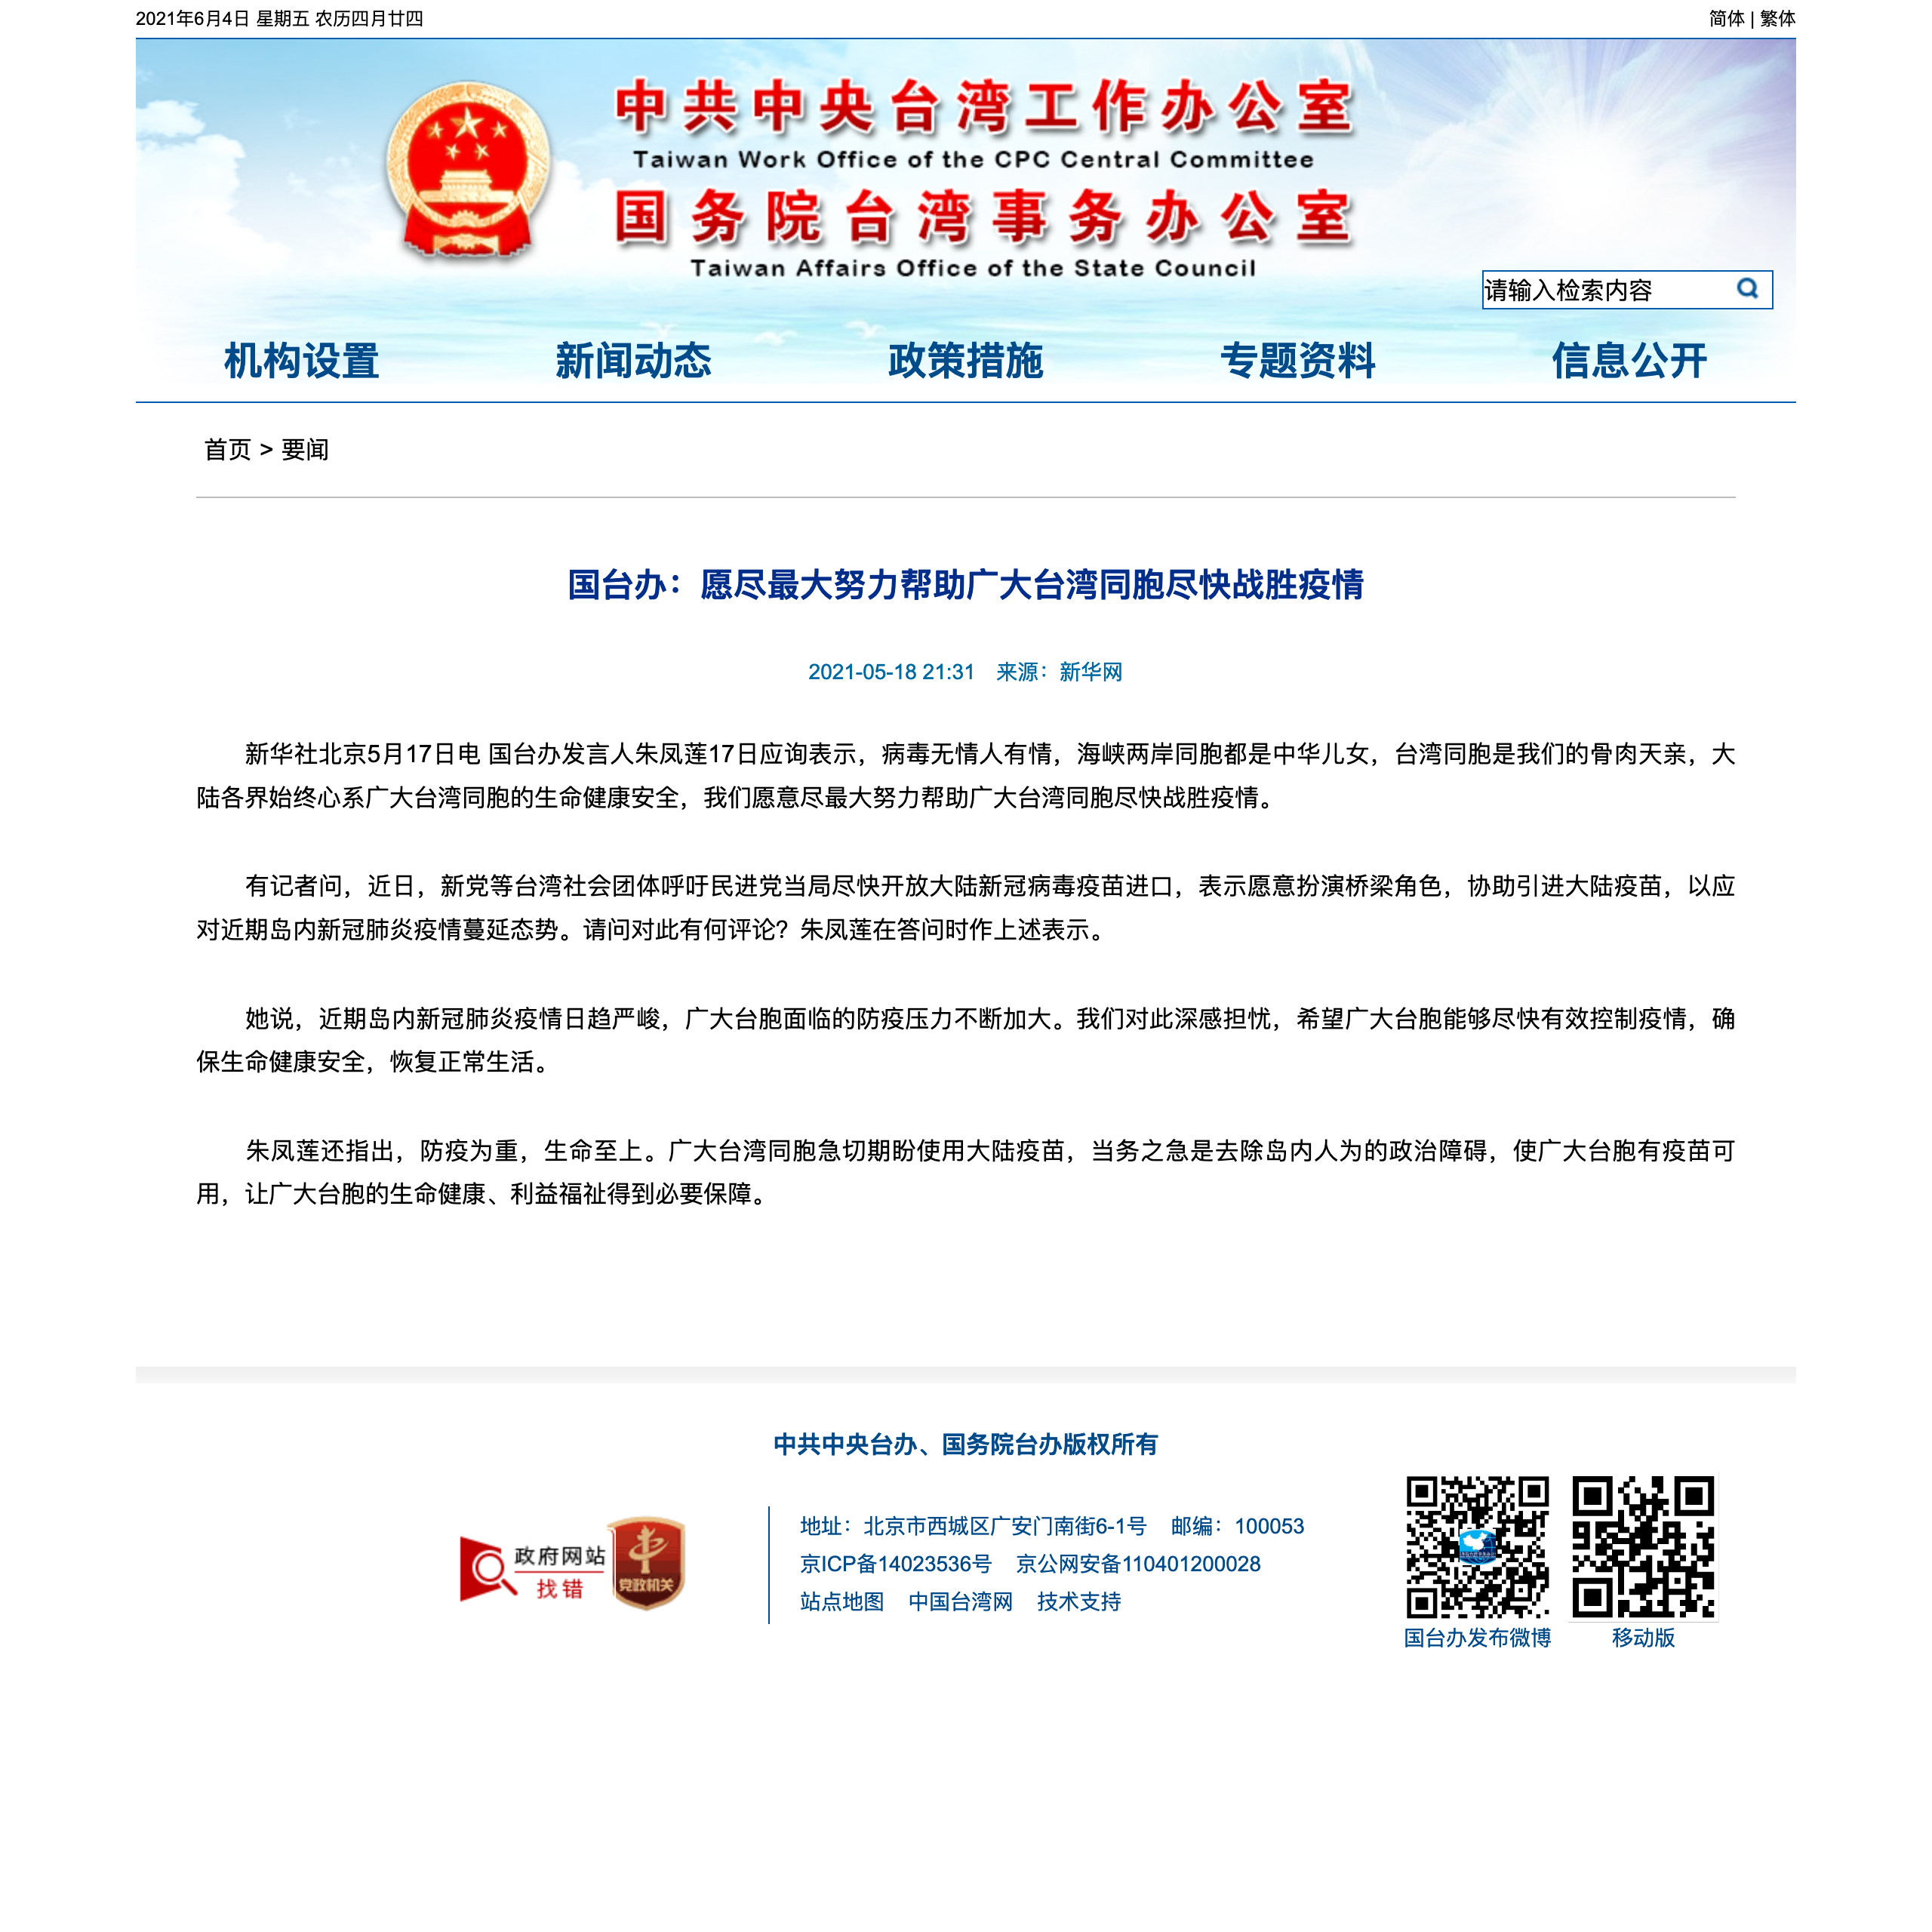 2021年6月4日 星期五 农历四月廿四
简体 | 繁体
中共中央台湾工作办公室
Taiwan Work Office of the CPC Central Committee
国务院台湾事务办公室
Taiwan Affairs Office of the State Council
请输入检索内容
机构设置 新闻动态 政策措施 专题资料 信息公开
首页 > 要闻
国台办：愿尽最大努力帮助广大台湾同胞尽快战胜疫情
2021-05-18 21:31 来源：新华网
新华社北京5月17日电 国台办发言人朱凤莲17日应询表示，病毒无情人有情，海峡两岸同胞都是中华儿女，台湾同胞是我们的骨肉天亲，大
陆各界始终心系广大台湾同胞的生命健康安全，我们愿意尽最大努力帮助广大台湾同胞尽快战胜疫情。
有记者问，近日，新党等台湾社会团体呼吁民进党当局尽快开放大陆新冠病毒疫苗进口，表示愿意扮演桥梁角色，协助引进大陆疫苗，以应
对近期岛内新冠肺炎疫情蔓延态势。请问对此有何评论？朱凤莲在答问时作上述表示。
她说，近期岛内新冠肺炎疫情日趋严峻，广大台胞面临的防疫压力不断加大。我们对此深感担忧，希望广大台胞能够尽快有效控制疫情，确
保生命健康安全，恢复正常生活。
朱凤莲还指出，防疫为重，生命至上。广大台湾同胞急切期盼使用大陆疫苗，当务之急是去除岛内人为的政治障碍，使广大台胞有疫苗可
用，让广大台胞的生命健康、利益福祉得到必要保障。
中共中央台办、国务院台办版权所有
政府网站
找错
党政机关
地址：北京市西城区广安门南街6-1号 邮编：100053
京ICP备14023536号 京公网安备110401200028
站点地图 中国台湾网 技术支持
国台办发布微博 移动版